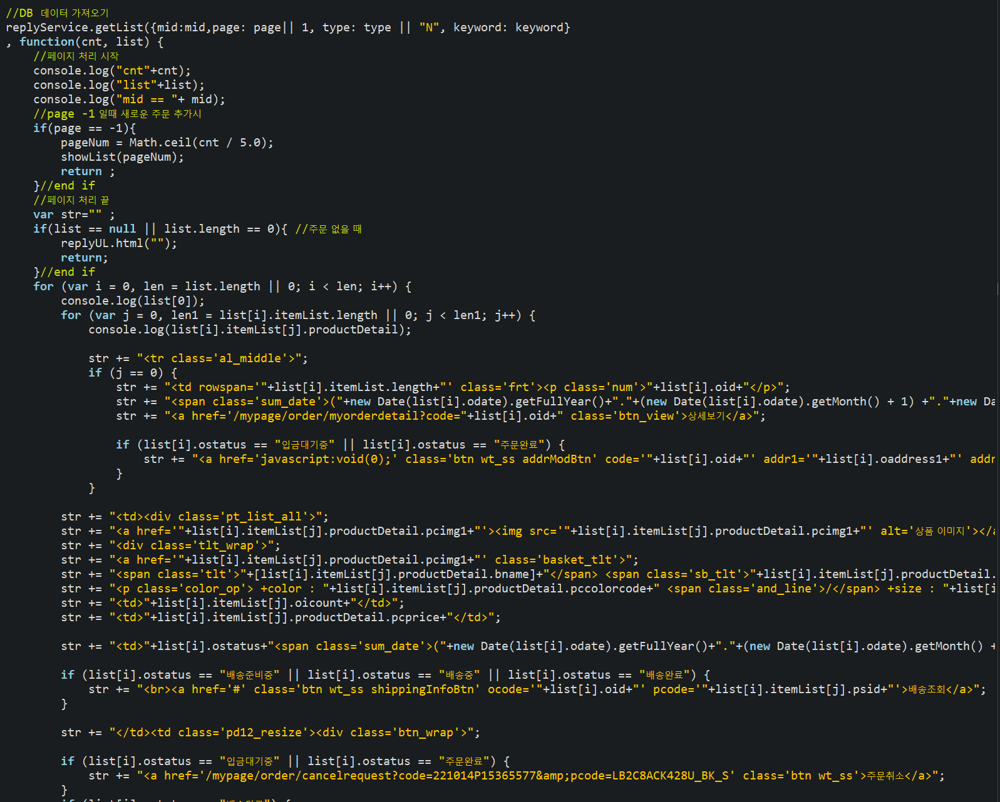 //DB 데이터 가져오기
replyService.getList({mid:mid,page: page|| 1, type: type || "N", keyword: keyword}
, function(cnt, list) {
    //페이지 처리 시작
    console.log("cnt"+cnt);
    console.log("list"+list);
    console.log("mid == "+ mid);
    //page -1 일때 새로운 주문 추가시
    if(page == -1){
        pageNum = Math.ceil(cnt / 5.0);
        showList(pageNum);
        return ;
    }//end if
    //페이지 처리 끝
    var str="" ;
    if(list == null || list.length == 0){ //주문 없을 때
        replyUL.html("");
        return;
    }//end if
    for (var i = 0, len = list.length || 0; i < len; i++) {
        console.log(list[0]);
        for (var j = 0, len1 = list[i].itemList.length || 0; j < len1; j++) {
            console.log(list[i].itemList[j].productDetail);
            str += "<tr class='al_middle'>";
            if (j == 0) {
                str += "<td rowspan='"+list[i].itemList.length+"' class='frt'><p class='num'>"+list[i].oid+"</p>";
                str += "<span class='sum_date'>("+new Date(list[i].odate).getFullYear()+"."+(new Date(list[i].odate).getMonth() + 1) +"."+new Da
                str += "<a href='/mypage/order/myorderdetail?code="+list[i].oid+" class='btn_view'>상세보기</a>";
                if (list[i].ostatus == "입금대기중" || list[i].ostatus == "주문완료") {
                    str += "<a href='javascript:void(0);' class='btn wt_ss addrModBtn' code='"+list[i].oid+"' addr1='"+list[i].oaddress1+"' addr
                }
            }
        str += "<td><div class='pt_list_all'>";
        str += "<a href='"+list[i].itemList[j].productDetail.pcimg1+"'><img src='"+list[i].itemList[j].productDetail.pcimg1+"' alt='상품 이미지'></a
        str += "<div class='tlt_wrap'>";
        str += "<a href='"+list[i].itemList[j].productDetail.pcimg1+"' class='basket_tlt'>";
        str += "<span class='tlt'>"+[list[i].itemList[j].productDetail.bname]+"</span> <span class='sb_tlt'>"+list[i].itemList[j].productDetail.
        str += "<p class='color_op'> +color : "+list[i].itemList[j].productDetail.pccolorcode+" <span class='and_line'>/</span> +size : "+list[i
        str += "<td>"+list[i].itemList[j].oicount+"</td>";
        str += "<td>"+list[i].itemList[j].productDetail.pcprice+"</td>";
        str += "<td>"+list[i].ostatus+"<span class='sum_date'>("+new Date(list[i].odate).getFullYear()+"."+(new Date(list[i].odate).getMonth() +
        if (list[i].ostatus == "배송준비중" || list[i].ostatus == "배송중" || list[i].ostatus == "배송완료") {
            str += "<br><a href='#' class='btn wt_ss shippingInfoBtn' ocode='"+list[i].oid+"' pcode='"+list[i].itemList[j].psid+"'>배송조회</a>";
        }
        str += "</td><td class='pd12_resize'><div class='btn_wrap'>";
        if (list[i].ostatus == "입금대기중" || list[i].ostatus == "주문완료") {
            str += "<a href='/mypage/order/cancelrequest?code=221014P15365577&amp;pcode=LB2C8ACK428U_BK_S' class='btn wt_ss'>주문취소</a>";
        }